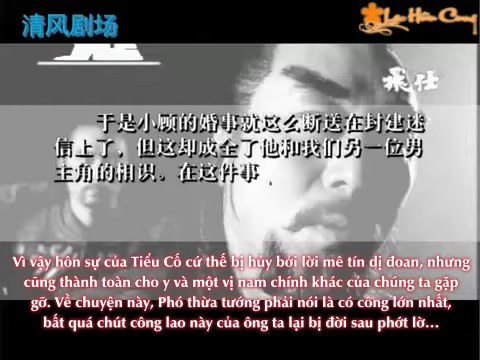 清风剧场
Lạc Hồn Cung
飛仕
于是小顾的婚事就这么断送在封建迷
信上了，但这却成全了他和我们另一位男
主角的相识。在这件事
Vì vậy hôn sự của Tiểu Cố cứ thế bị hủy bởi lời mê tín dị đoan, nhưng
cũng thành toàn cho y và một vị nam chính khác của chúng ta gặp
gỡ. Về chuyện này, Phó thừa tướng phải nói là có công lớn nhất,
bất quá chút công lao này của ông ta lại bị đời sau phớt lờ...